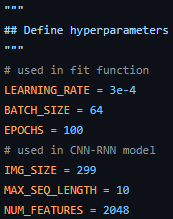 """
## Define hyperparameters
"""
# used in fit function
LEARNING_RATE = 3e-4
BATCH_SIZE = 64
EPOCHS = 100
# used in CNN-RNN model
IMG_SIZE = 299
MAX_SEQ_LENGTH = 10
NUM_FEATURES = 2048